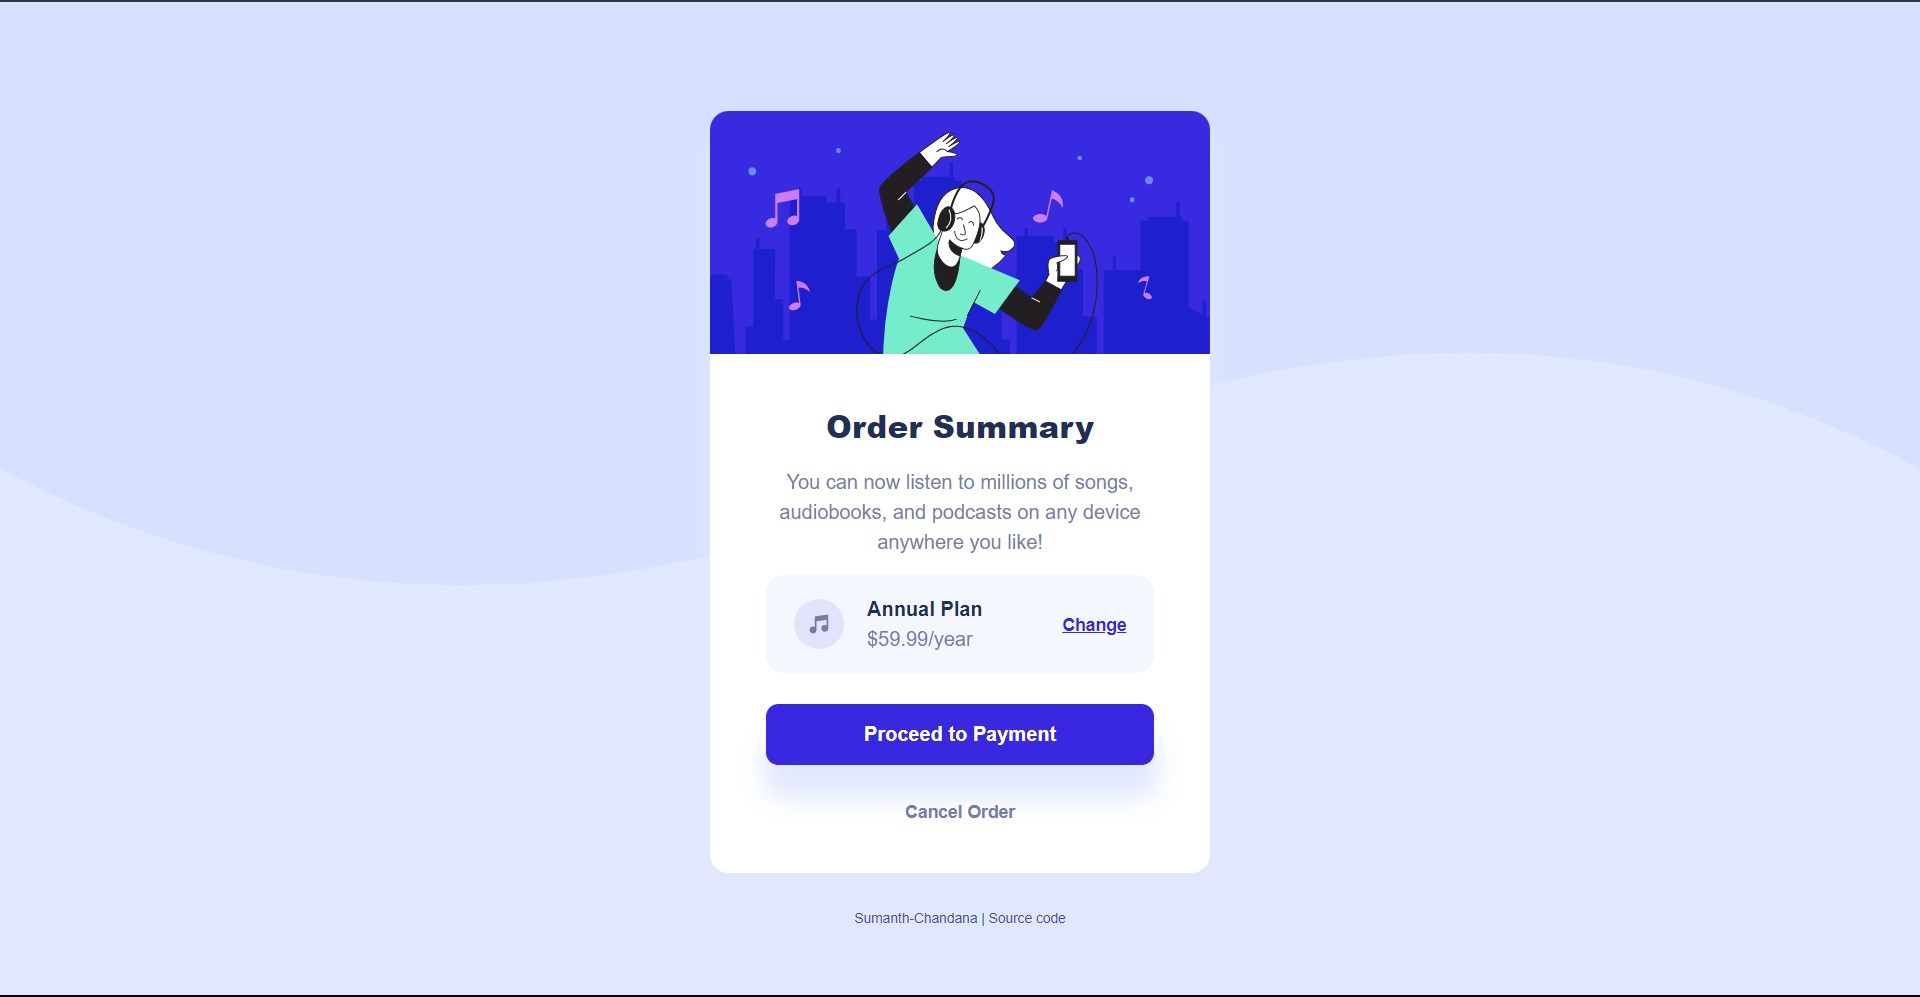 Order Summary
You can now listen to millions of songs,
audiobooks, and podcasts on any device
anywhere you like!
Annual Plan
$59.99/year
Change
Proceed to Payment
Cancel Order
Sumanth-Chandana | Source code